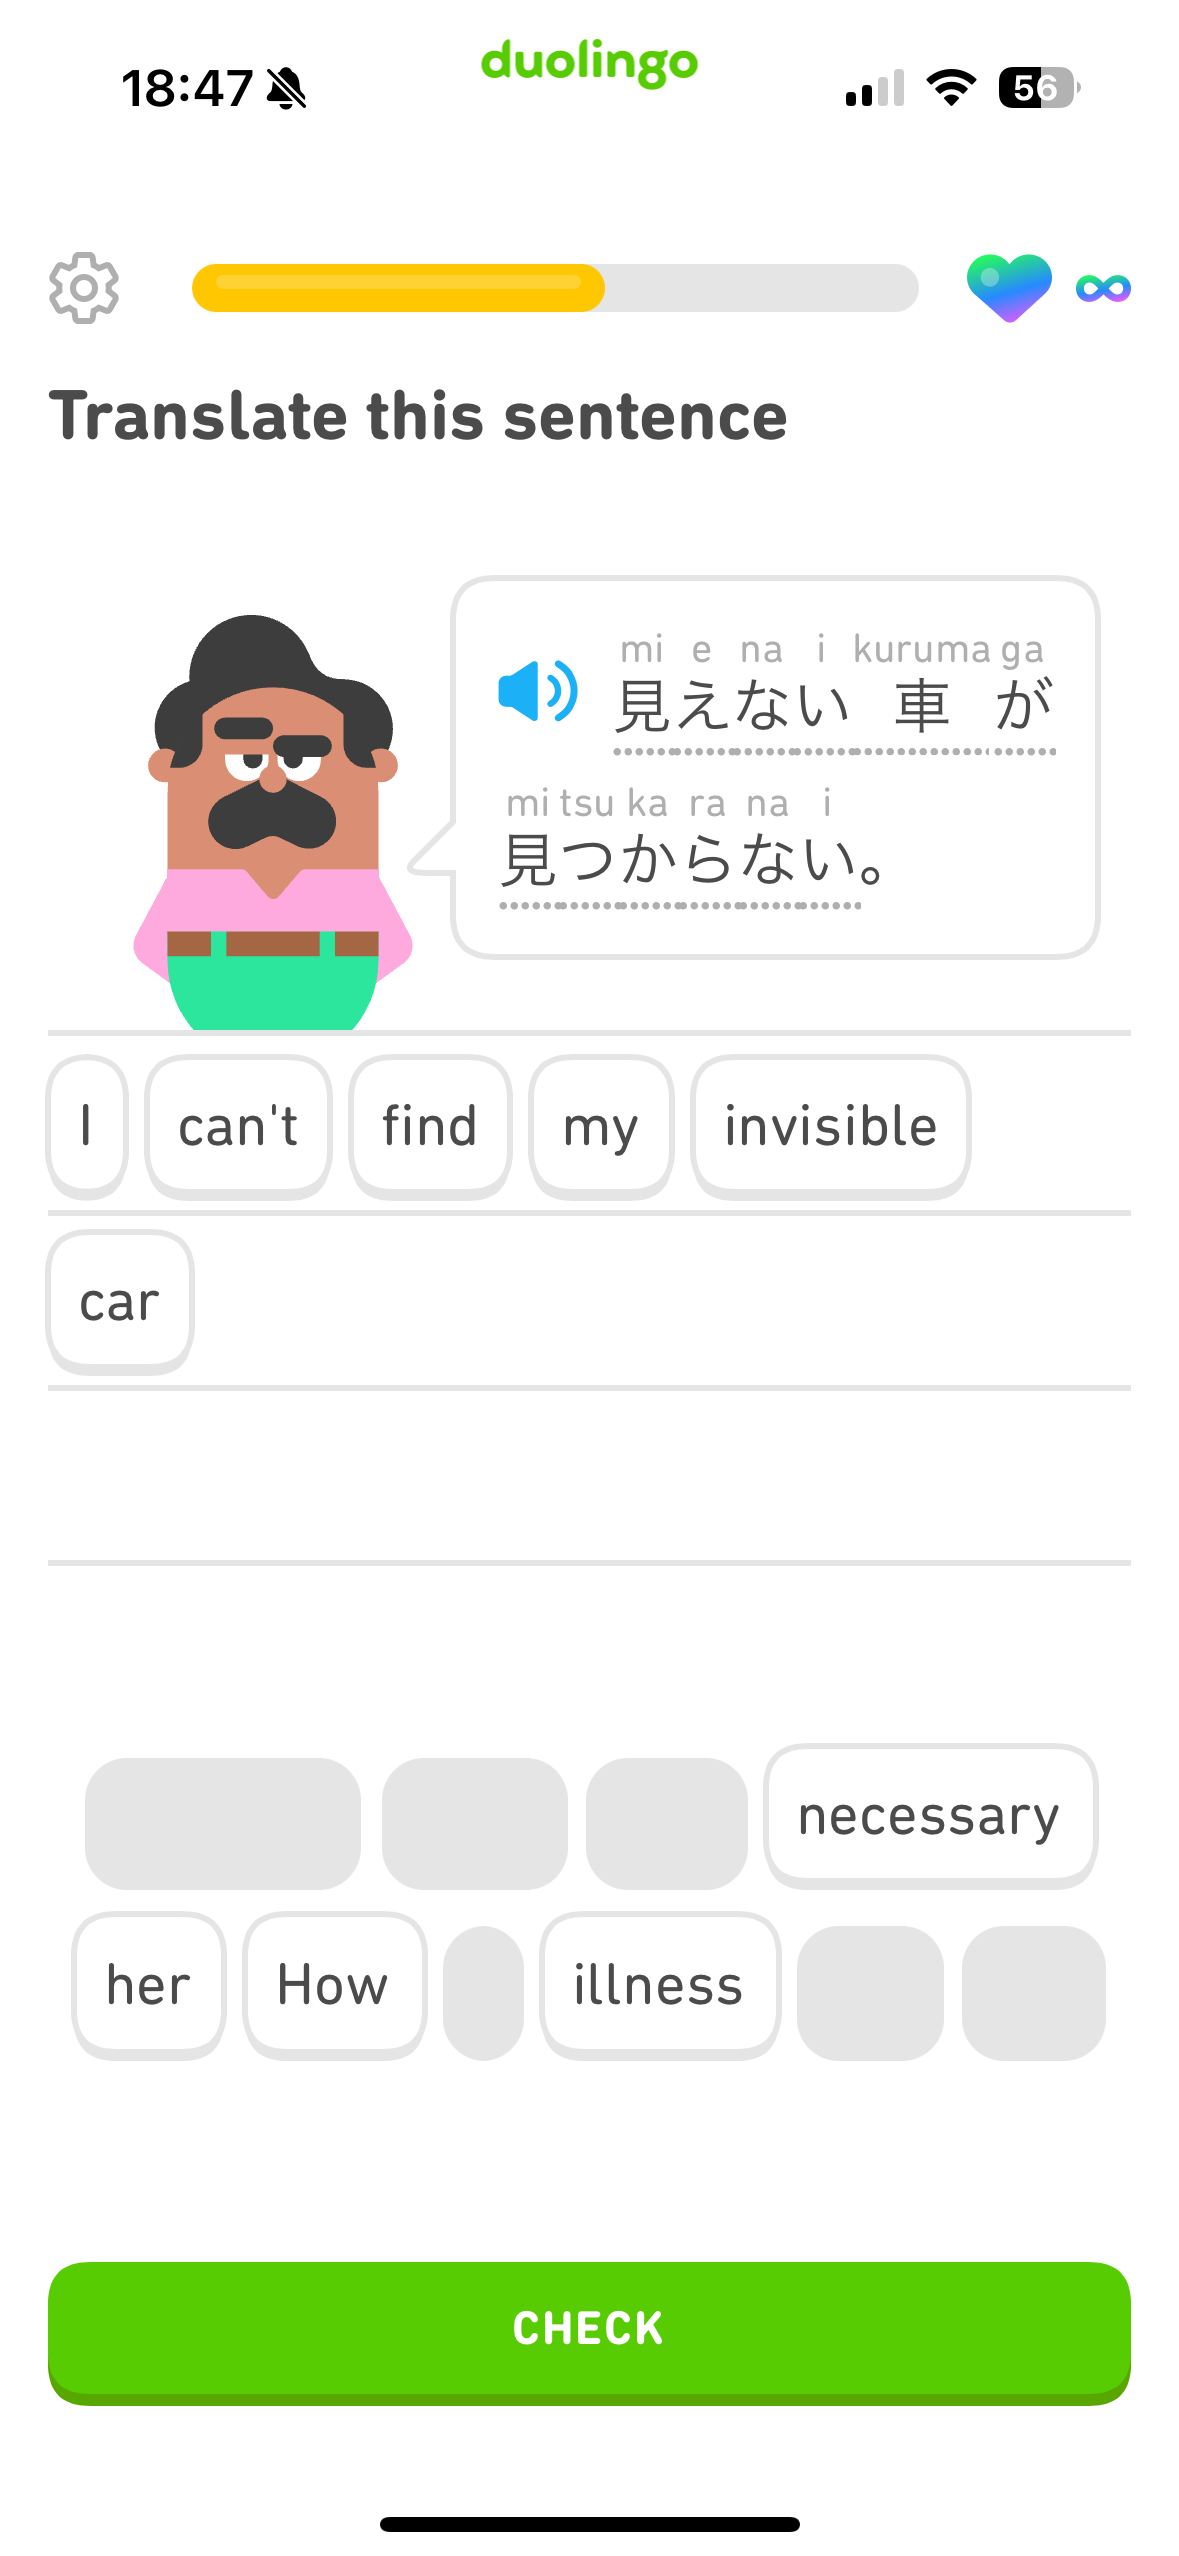 18:47
duolingo
56
Translate this sentence
mi e na i kuruma ga
見えない 車 が
mi tsu ka ra na i
見つからない。
I can't find my invisible
car
necessary
her How illness
CHECK